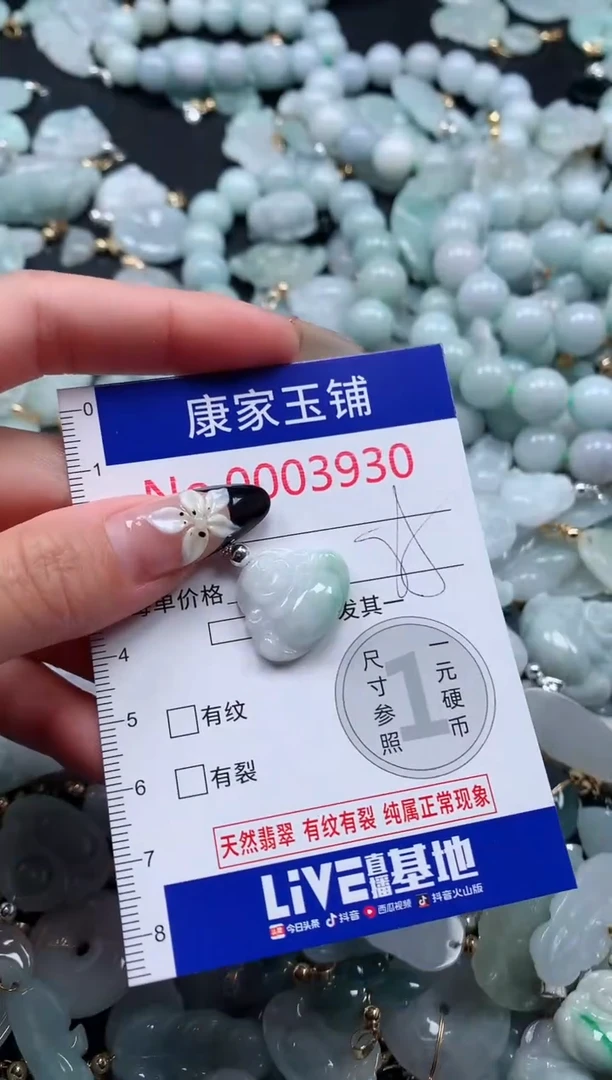 康家玉铺
No.0003930
单价格
发其一
尺寸参照
一元硬币
1
有纹
有裂
天然翡翠 有纹有裂 纯属正常现象
LiVE直播基地
头条 今日头条 抖音 西瓜视频 抖音火山版
0
1
4
5
6
7
8